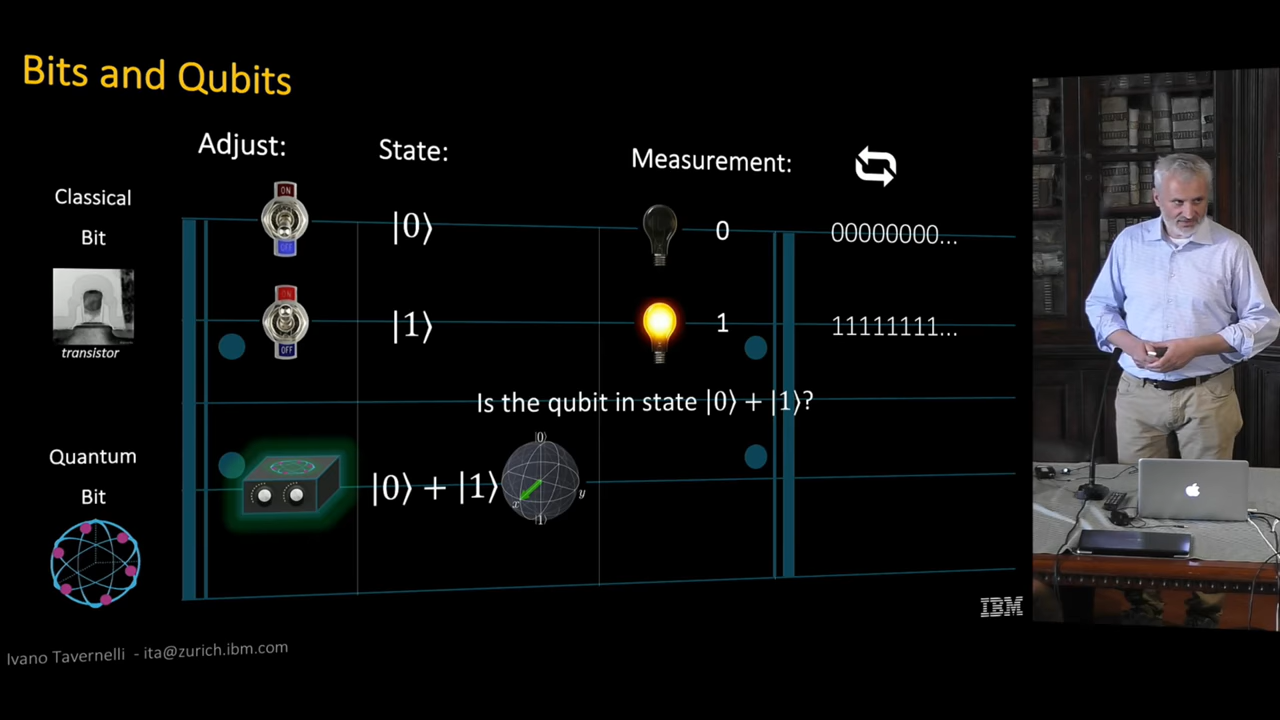 Bits and Qubits
Adjust:
State:
Measurement:
Classical
Bit
transistor
ON
OFF
|0⟩
0
00000000...
ON
OFF
|1⟩
1
11111111...
Is the qubit in state |0⟩ + |1⟩?
Quantum
Bit
|0⟩ + |1⟩
|0⟩
x
y
|1⟩
IBM
Ivano Tavernelli - ita@zurich.ibm.com